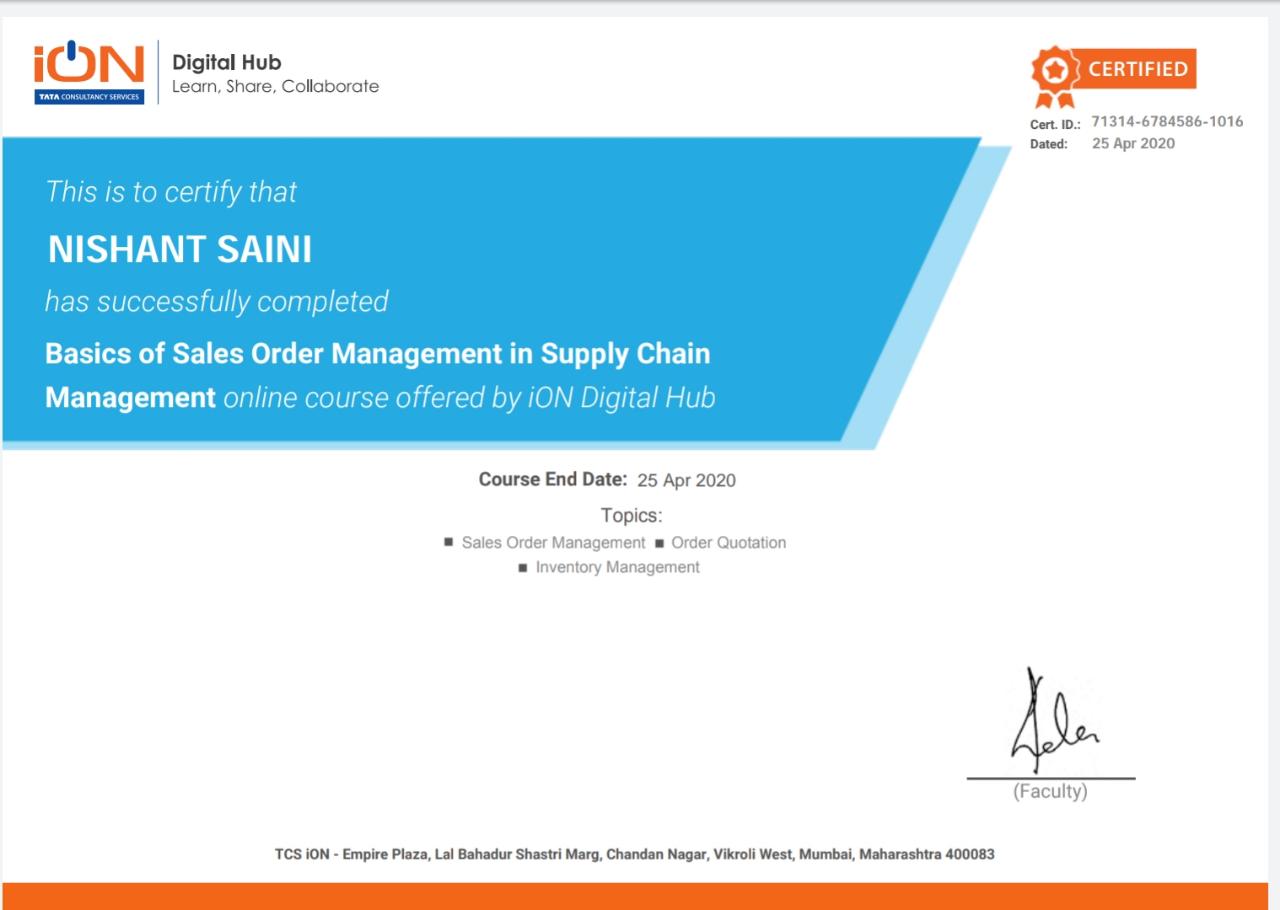 iON
TATA CONSULTANCY SERVICES
Digital Hub
Learn, Share, Collaborate
CERTIFIED
Cert. ID.: 71314-6784586-1016
Dated: 25 Apr 2020
This is to certify that
NISHANT SAINI
has successfully completed
Basics of Sales Order Management in Supply Chain
Management online course offered by iON Digital Hub
Course End Date: 25 Apr 2020
Topics:
■ Sales Order Management ■ Order Quotation
■ Inventory Management
(Faculty)
TCS iON - Empire Plaza, Lal Bahadur Shastri Marg, Chandan Nagar, Vikroli West, Mumbai, Maharashtra 400083